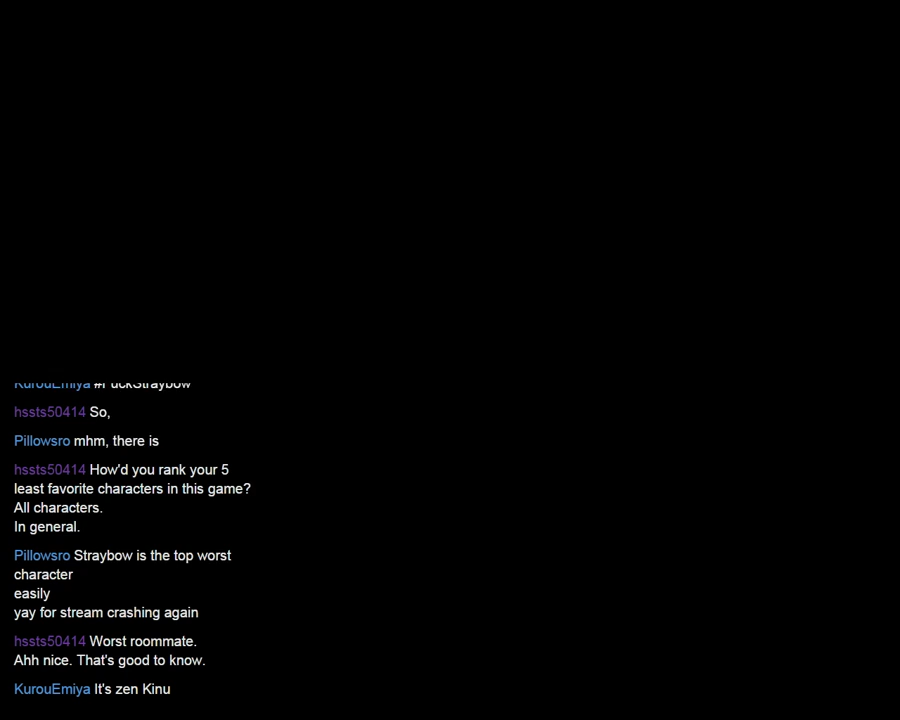 KurouEmiya #FuckStraybow
hssts50414 So,
Pillowsro mhm, there is
hssts50414 How'd you rank your 5
least favorite characters in this game?
All characters.
In general.
Pillowsro Straybow is the top worst
character
easily
yay for stream crashing again
hssts50414 Worst roommate.
Ahh nice. That's good to know.
KurouEmiya It's zen Kinu